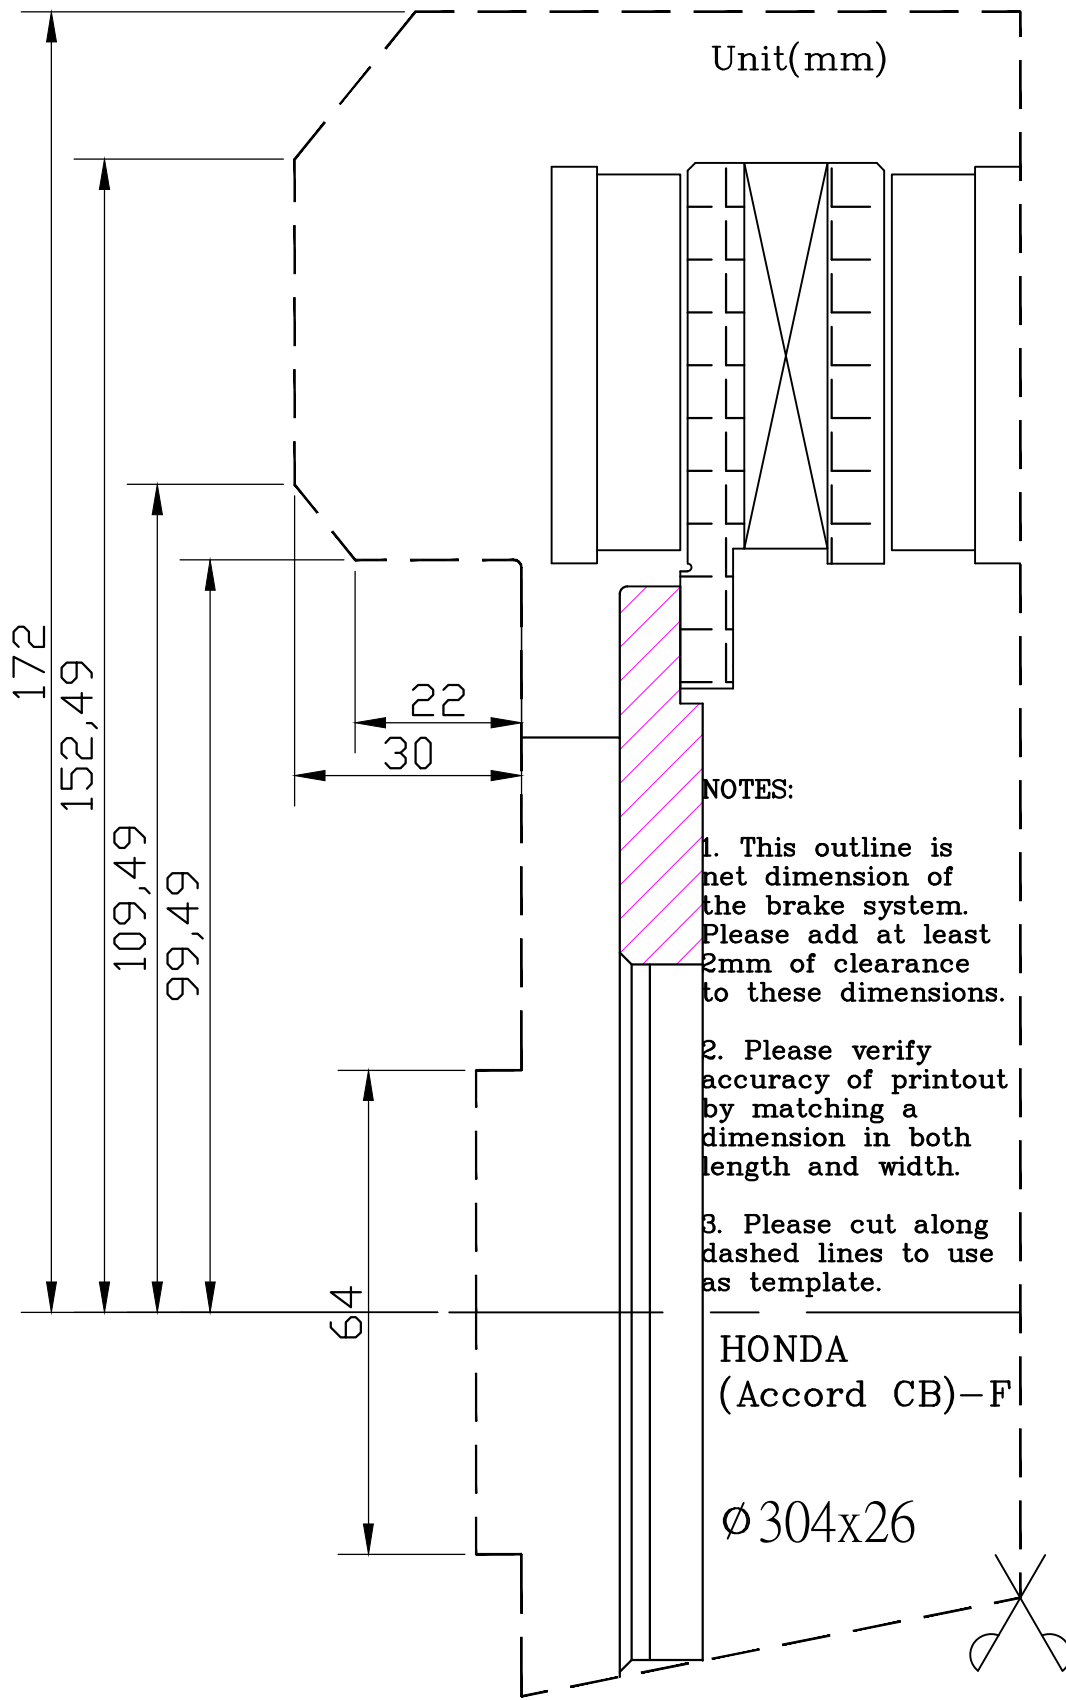 Unit(mm)
172
152,49
109,49
99,49
22
30
64
NOTES:
1. This outline is
net dimension of
the brake system.
Please add at least
2mm of clearance
to these dimensions.
2. Please verify
accuracy of printout
by matching a
dimension in both
length and width.
3. Please cut along
dashed lines to use
as template.
HONDA
(Accord CB)-F
⌀304x26